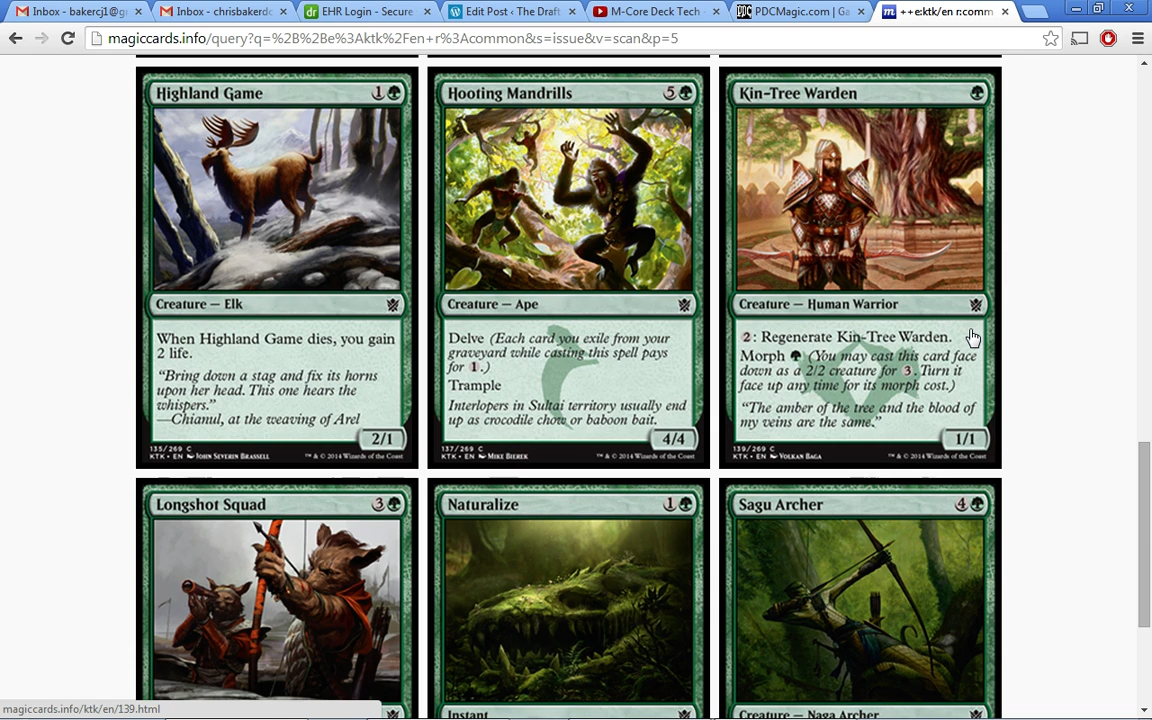 Inbox - bakercj1@g
Inbox - chrisbakerd
dr EHR Login - Secure
Edit Post ‹ The Draft
M-Core Deck Tech -
PDCMagic.com | Ga
m ++e:ktk/en r:comm
magiccards.info/query?q=%2B%2Be%3Aktk%2Fen+r%3Acommon&s=issue&v=scan&p=5
Highland Game 1
Creature — Elk
When Highland Game dies, you gain
2 life.
“Bring down a stag and fix its horns
upon her head. This one hears the
whispers.”
—Chianul, at the weaving of Arel
2/1
135/269 C
KTK • EN JOHN SEVERIN BRASSELL
™ & © 2014 Wizards of the Coast
Hooting Mandrills 5
Creature — Ape
Delve (Each card you exile from your
graveyard while casting this spell pays
for 1.)
Trample
Interlopers in Sultai territory usually end
up as crocodile chow or baboon bait.
4/4
137/269 C
KTK • EN MIKE BIEREK
™ & © 2014 Wizards of the Coast
Kin-Tree Warden
Creature — Human Warrior
2: Regenerate Kin-Tree Warden.
Morph (You may cast this card face
down as a 2/2 creature for 3. Turn it
face up any time for its morph cost.)
“The amber of the tree and the blood of
my veins are the same.”
1/1
139/269 C
KTK • EN VOLKAN BAGA
™ & © 2014 Wizards of the Coast
Longshot Squad 3
Naturalize 1
Instant
Sagu Archer 4
Creature — Naga Archer
magiccards.info/ktk/en/139.html